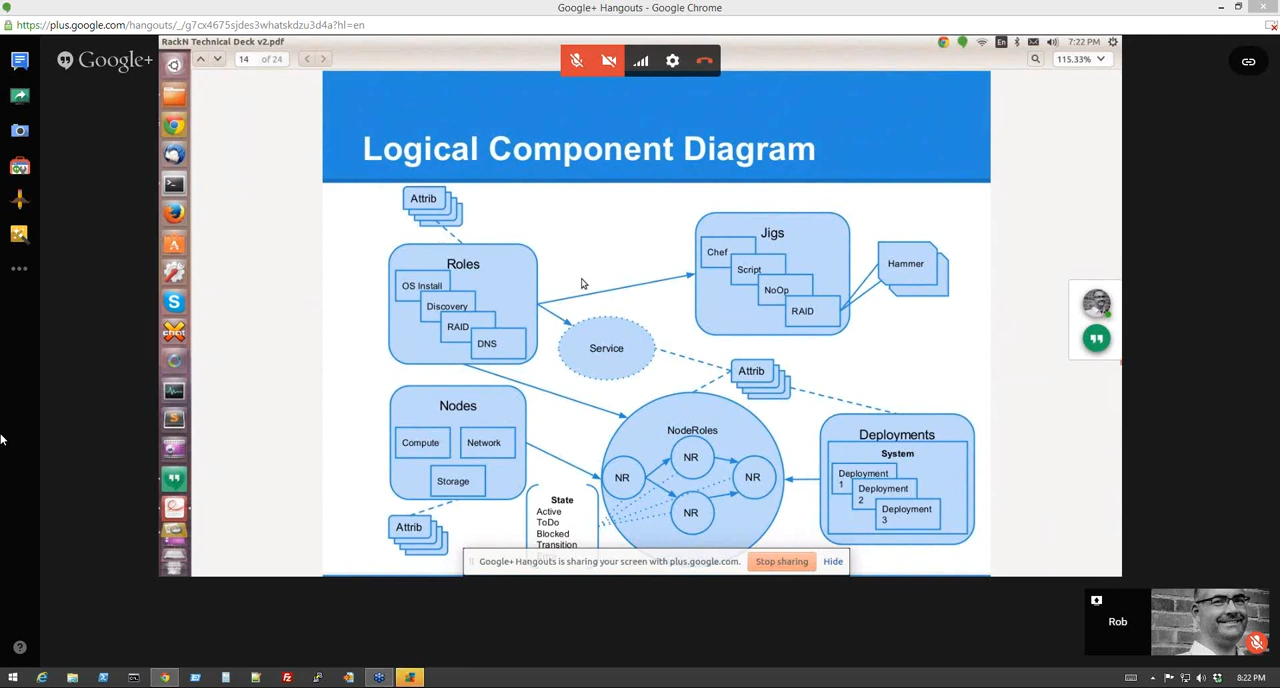 Google+ Hangouts - Google Chrome
https://plus.google.com/hangouts/_/g7cx4675sjdes3whatskdzu3d4a?hl=en
RackN Technical Deck v2.pdf
En
7:22 PM
Google+
14 of 24
115.33%
Logical Component Diagram
Attrib
Roles
OS Install
Discovery
RAID
DNS
Jigs
Chef
Script
NoOp
RAID
Hammer
Service
Attrib
Nodes
Compute
Network
Storage
Attrib
NodeRoles
NR
NR
NR
NR
State
Active
ToDo
Blocked
Transition
Deployments
System
Deployment
1
Deployment
2
Deployment
3
Google+ Hangouts is sharing your screen with plus.google.com.
Stop sharing
Hide
Rob
8:22 PM